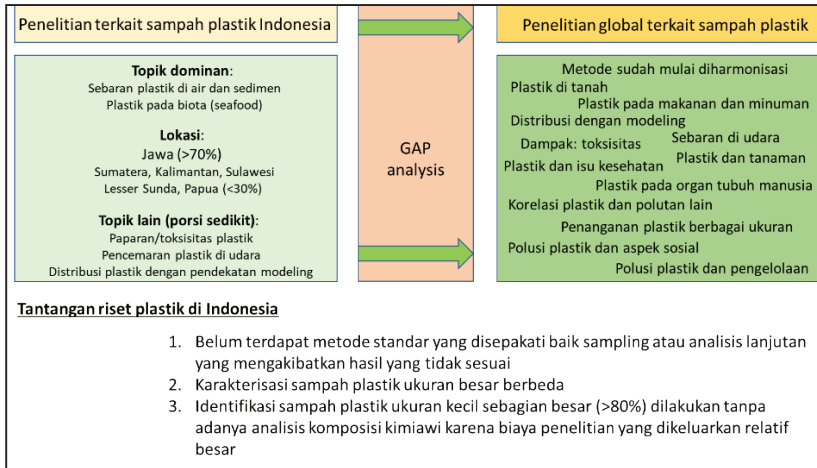 Penelitian terkait sampah plastik Indonesia
Topik dominan:
Sebaran plastik di air dan sedimen
Plastik pada biota (seafood)
Lokasi:
Jawa (>70%)
Sumatera, Kalimantan, Sulawesi
Lesser Sunda, Papua (<30%)
Topik lain (porsi sedikit):
Paparan/toksisitas plastik
Pencemaran plastik di udara
Distribusi plastik dengan pendekatan modeling
GAP
analysis
Penelitian global terkait sampah plastik
Metode sudah mulai diharmonisasi
Plastik di tanah
Plastik pada makanan dan minuman
Distribusi dengan modeling
Dampak: toksisitas
Sebaran di udara
Plastik dan isu kesehatan
Plastik dan tanaman
Plastik pada organ tubuh manusia
Korelasi plastik dan polutan lain
Penanganan plastik berbagai ukuran
Polusi plastik dan aspek sosial
Polusi plastik dan pengelolaan
Tantangan riset plastik di Indonesia
1. Belum terdapat metode standar yang disepakati baik sampling atau analisis lanjutan
yang mengakibatkan hasil yang tidak sesuai
2. Karakterisasi sampah plastik ukuran besar berbeda
3. Identifikasi sampah plastik ukuran kecil sebagian besar (>80%) dilakukan tanpa
adanya analisis komposisi kimiawi karena biaya penelitian yang dikeluarkan relatif
besar